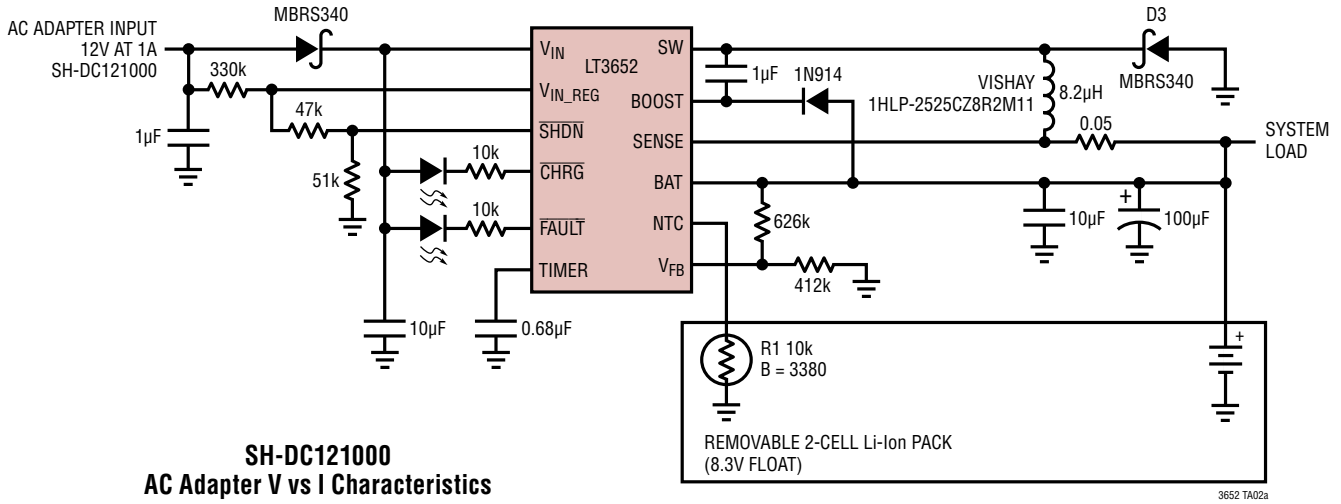 MBRS340
AC ADAPTER INPUT
12V AT 1A
SH-DC121000
330k
47k
1µF
51k
10k
10k
10µF
0.68µF
LT3652
VIN
VIN_REG
SHDN
CHRG
FAULT
TIMER
SW
BOOST
SENSE
BAT
NTC
VFB
1µF
1N914
D3
MBRS340
VISHAY
1HLP-2525CZ8R2M11
8.2µH
0.05
SYSTEM
LOAD
626k
412k
10µF
+
100µF
R1 10k
B = 3380
+
REMOVABLE 2-CELL Li-Ion PACK
(8.3V FLOAT)
3652 TA02a
SH-DC121000
AC Adapter V vs I Characteristics